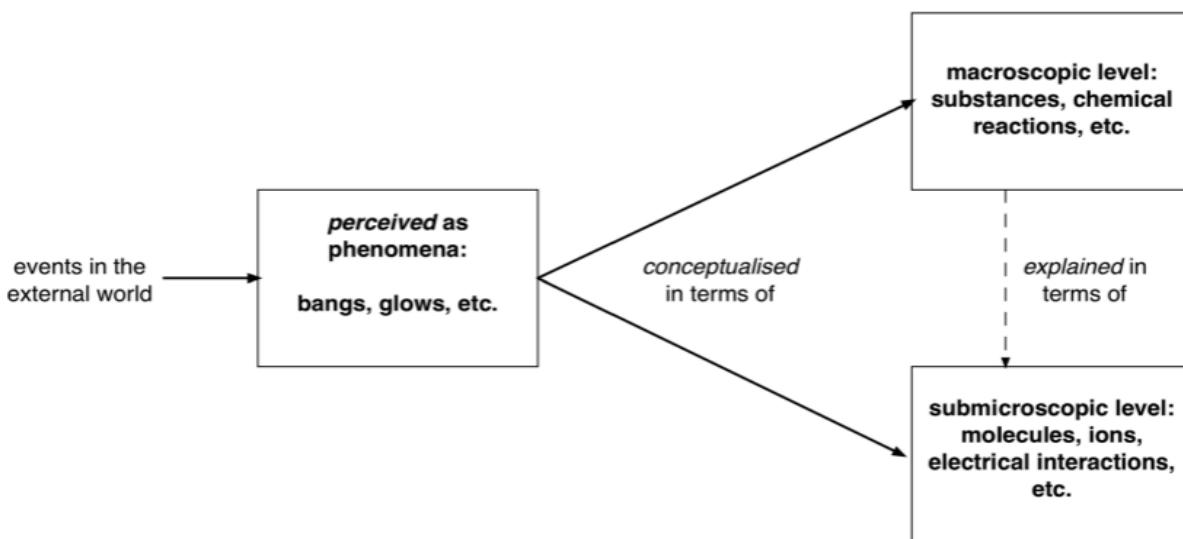 events in the
external world
perceived as
phenomena:
bangs, glows, etc.
conceptualised
in terms of
macroscopic level:
substances, chemical
reactions, etc.
explained in
terms of
submicroscopic level:
molecules, ions,
electrical interactions,
etc.